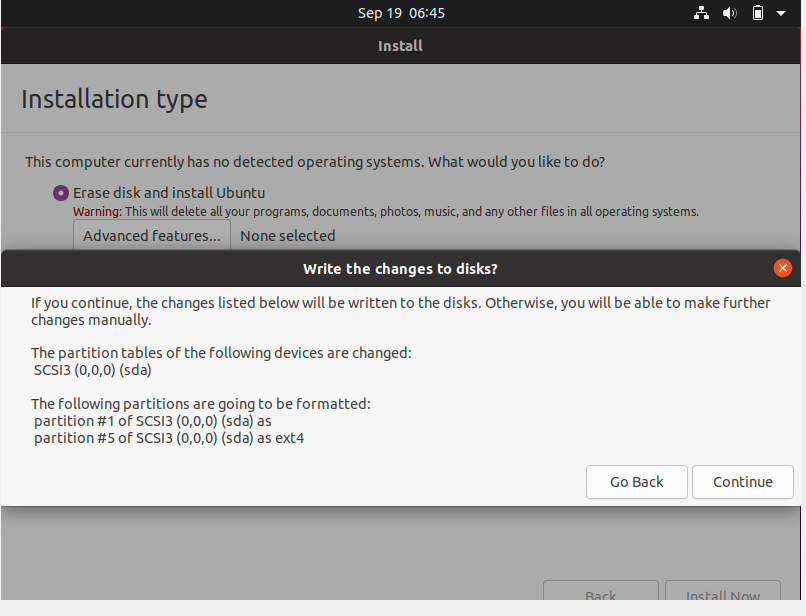 Sep 19 06:45
Install
Installation type
This computer currently has no detected operating systems. What would you like to do?
Erase disk and install Ubuntu
Warning: This will delete all your programs, documents, photos, music, and any other files in all operating systems.
Advanced features... None selected
Write the changes to disks?
If you continue, the changes listed below will be written to the disks. Otherwise, you will be able to make further
changes manually.
The partition tables of the following devices are changed:
SCSI3 (0,0,0) (sda)
The following partitions are going to be formatted:
partition #1 of SCSI3 (0,0,0) (sda) as
partition #5 of SCSI3 (0,0,0) (sda) as ext4
Go Back Continue
Back Install Now